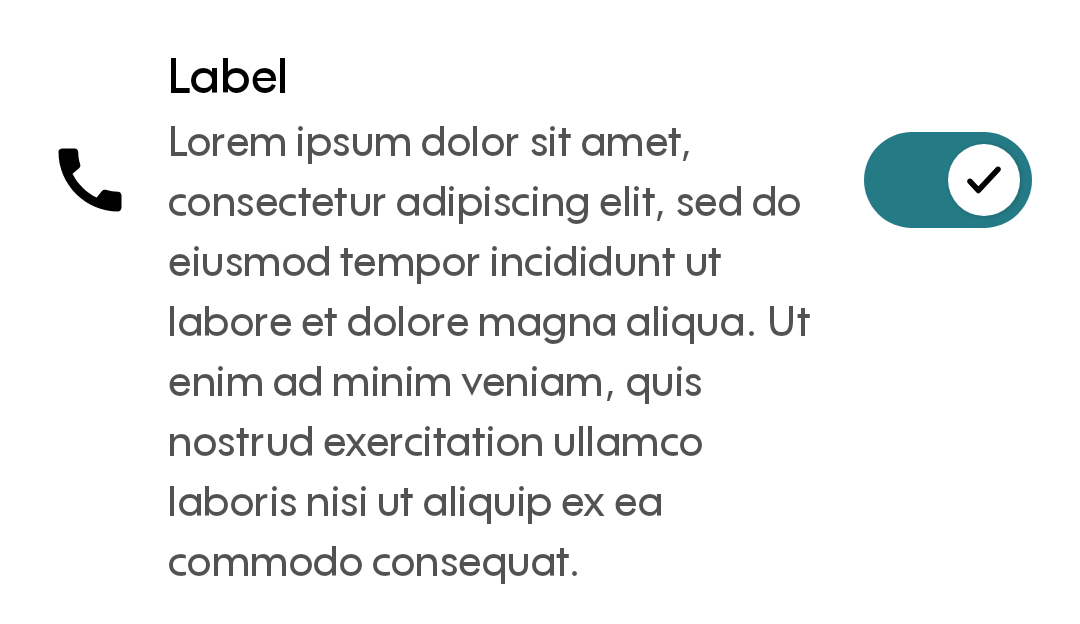 Label
Lorem ipsum dolor sit amet,
consectetur adipiscing elit, sed do
eiusmod tempor incididunt ut
labore et dolore magna aliqua. Ut
enim ad minim veniam, quis
nostrud exercitation ullamco
laboris nisi ut aliquip ex ea
commodo consequat.